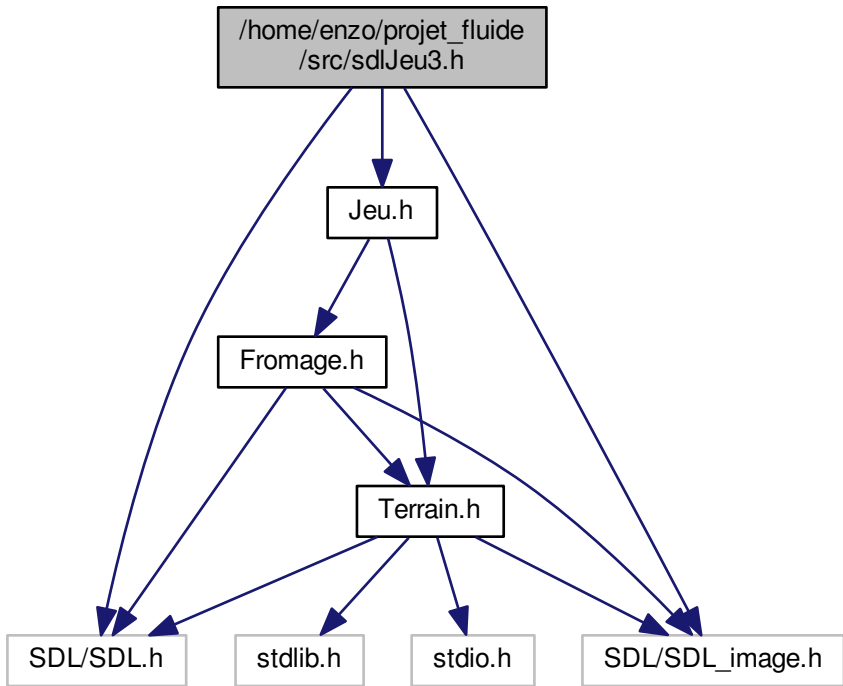 /home/enzo/projet_fluide
/src/sdlJeu3.h
Jeu.h
Fromage.h
Terrain.h
SDL/SDL.h
stdlib.h
stdio.h
SDL/SDL_image.h